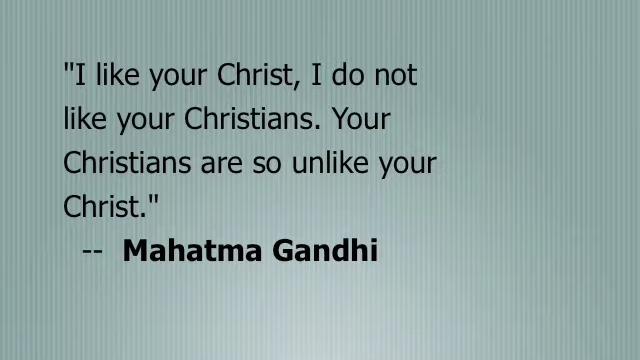 "I like your Christ, I do not
like your Christians. Your
Christians are so unlike your
Christ."
-- Mahatma Gandhi